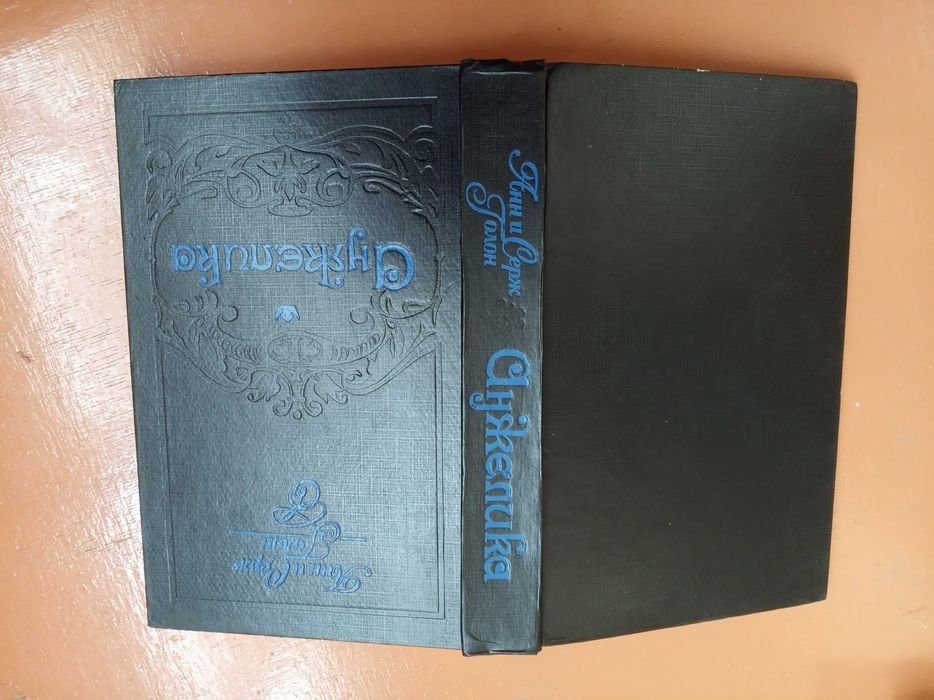 Анн и Серж
Голон
Анжелика
Анн и Серж
Голон
Анжелика